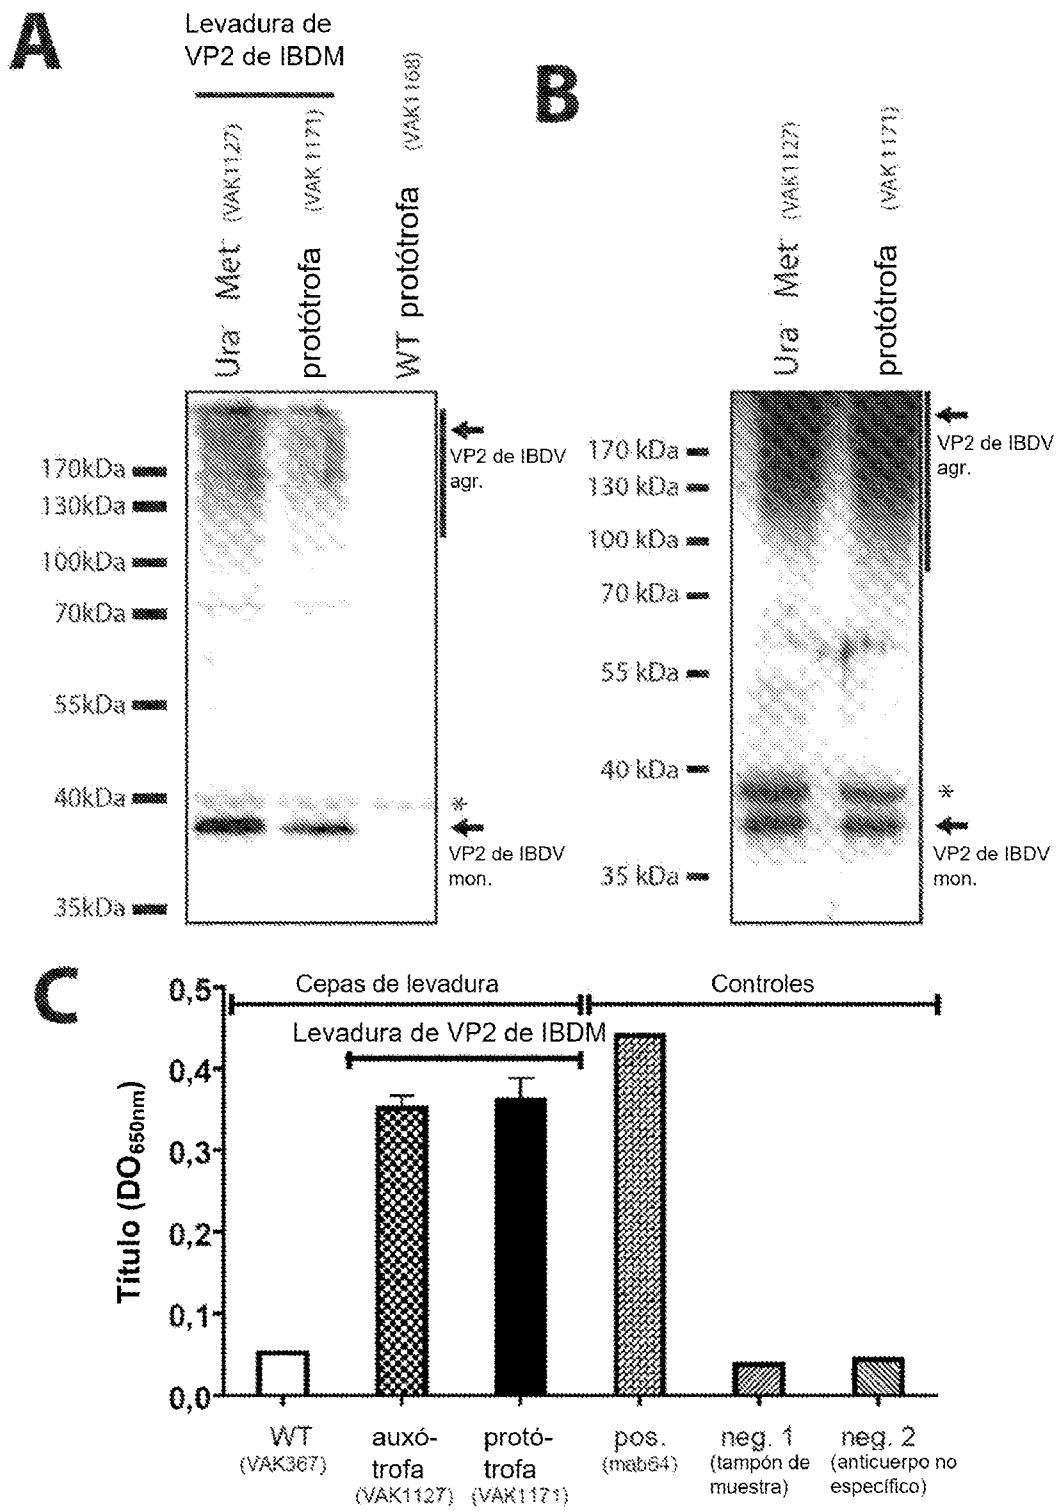 A
Levadura de
VP2 de IBDM
Ura⁻ Met⁻ (VAK1127)
protótrofa (VAK1171)
WT protótrofa (VAK1168)
170kDa
130kDa
100kDa
70kDa
55kDa
40kDa
35kDa
VP2 de IBDV
agr.
*
VP2 de IBDV
mon.
B
Ura⁻ Met⁻ (VAK1127)
protótrofa (VAK1171)
170 kDa
130 kDa
100 kDa
70 kDa
55 kDa
40 kDa
35 kDa
VP2 de IBDV
agr.
*
VP2 de IBDV
mon.
C
Cepas de levadura
Controles
Levadura de VP2 de IBDM
Título (DO650nm)
0,5
0,4
0,3
0,2
0,1
0,0
WT
(VAK367)
auxó-
trofa
(VAK1127)
protó-
trofa
(VAK1171)
pos.
(mab64)
neg. 1
(tampón de
muestra)
neg. 2
(anticuerpo no
específico)